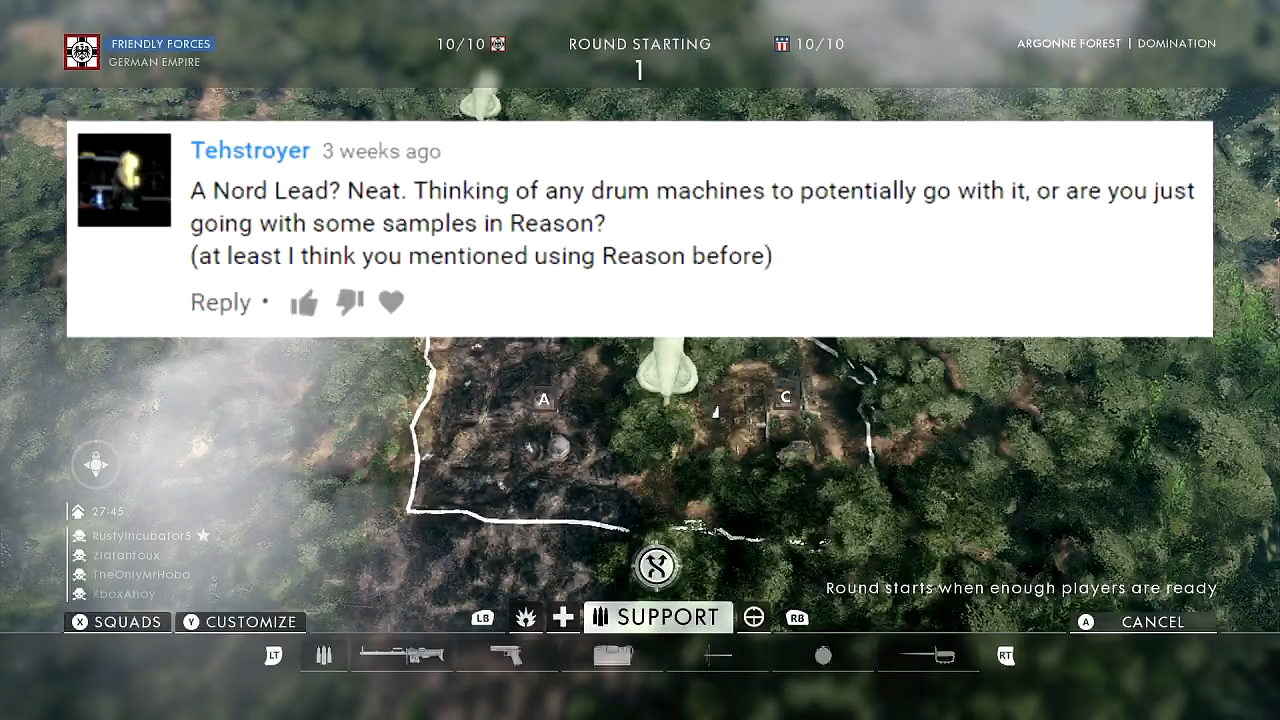 FRIENDLY FORCES
GERMAN EMPIRE
10/10
ROUND STARTING
1
10/10
ARGONNE FOREST | DOMINATION
Tehstroyer 3 weeks ago
A Nord Lead? Neat. Thinking of any drum machines to potentially go with it, or are you just
going with some samples in Reason?
(at least I think you mentioned using Reason before)
Reply •
A
C
27:45
RustyIncubator5
Zlatanfoux
TheOnlyMrHobo
XboxAhoy
Round starts when enough players are ready
X SQUADS
Y CUSTOMIZE
LB
SUPPORT
RB
A CANCEL
LT
RT